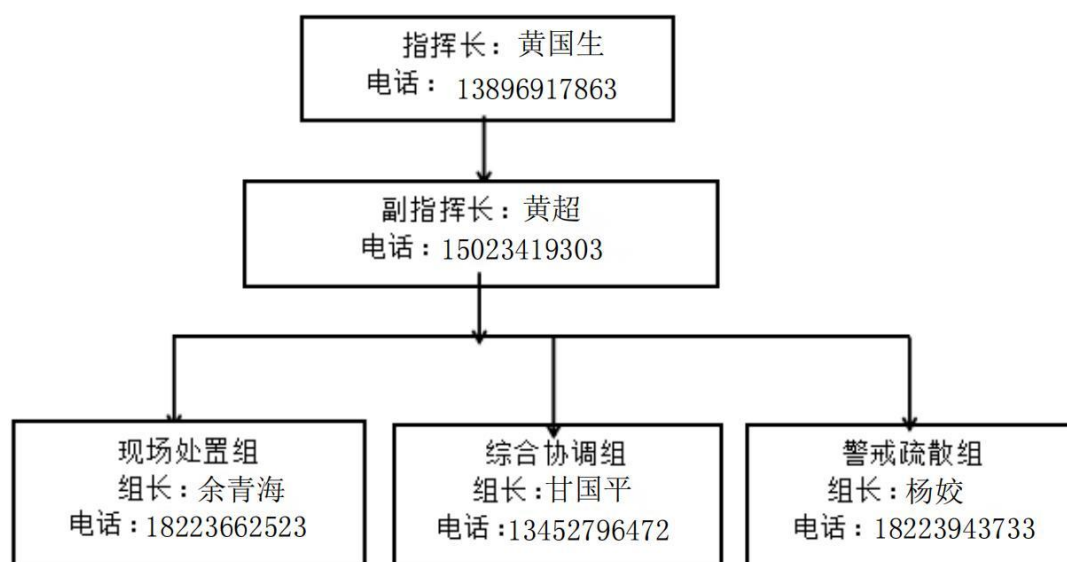 指挥长：黄国生
电话：13896917863
副指挥长：黄超
电话：15023419303
现场处置组
组长：余青海
电话：18223662523
综合协调组
组长：甘国平
电话：13452796472
警戒疏散组
组长：杨姣
电话：18223943733